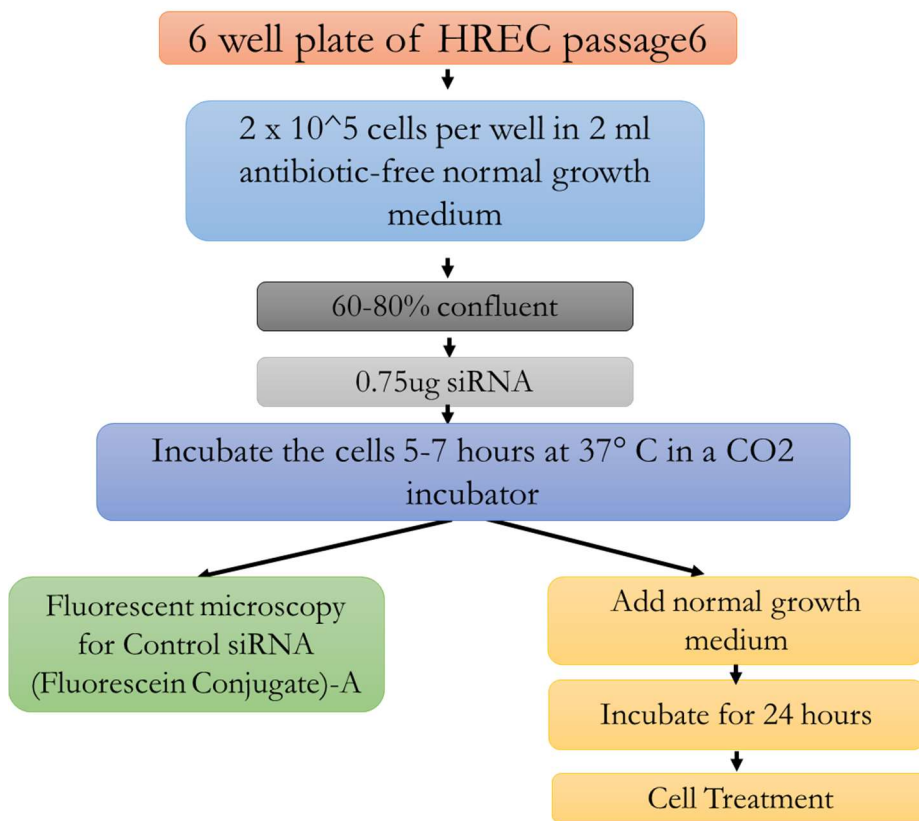 6 well plate of HREC passage6
2 x 10^5 cells per well in 2 ml
antibiotic-free normal growth
medium
60-80% confluent
0.75ug siRNA
Incubate the cells 5-7 hours at 37° C in a CO2
incubator
Fluorescent microscopy
for Control siRNA
(Fluorescein Conjugate)-A
Add normal growth
medium
Incubate for 24 hours
Cell Treatment